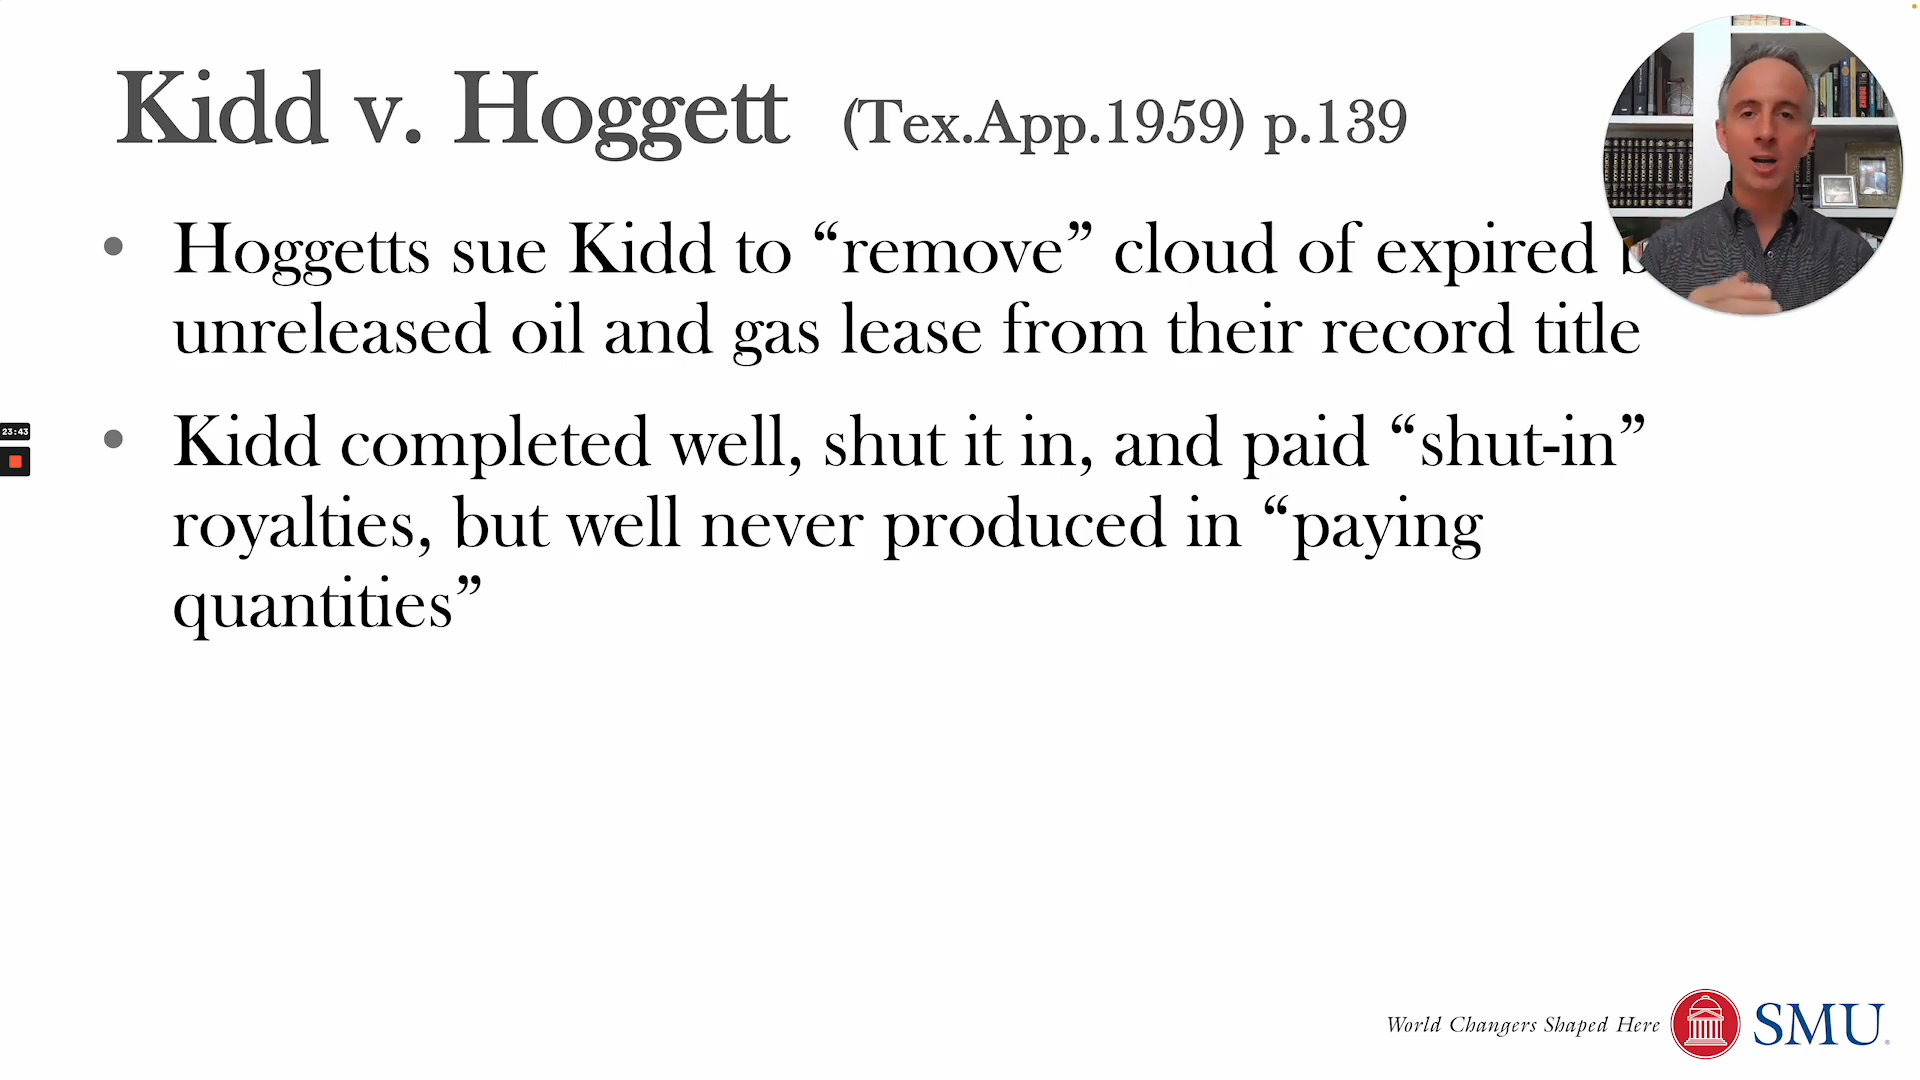 Kidd v. Hoggett (Tex.App.1959) p.139
• Hoggetts sue Kidd to “remove” cloud of expired
unreleased oil and gas lease from their record title
• Kidd completed well, shut it in, and paid “shut-in”
royalties, but well never produced in “paying
quantities”
23:43
World Changers Shaped Here SMU